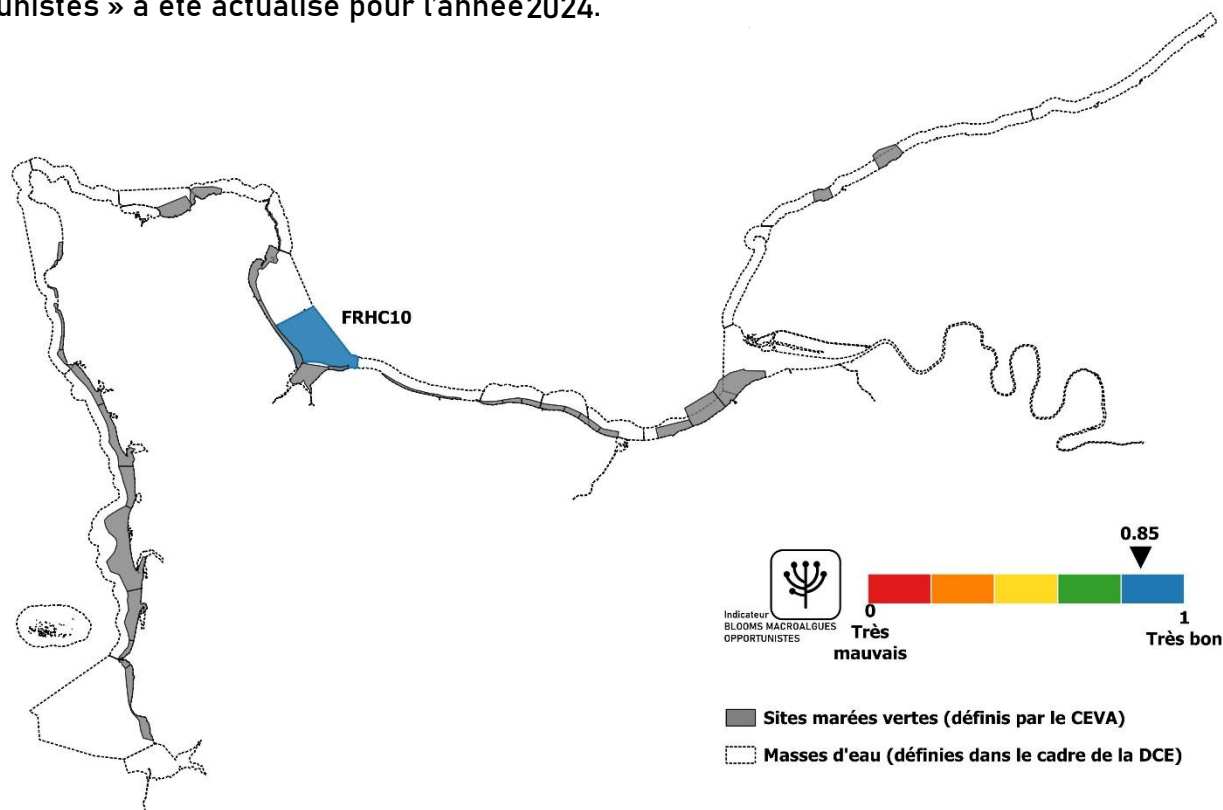 unistes » a été actualisé pour l'année 2024.
FRHC10
0.85
Indicateur
BLOOMS MACROALGUES
OPPORTUNISTES
0
Très
mauvais
1
Très bon
Sites marées vertes (définis par le CEVA)
Masses d'eau (définies dans le cadre de la DCE)